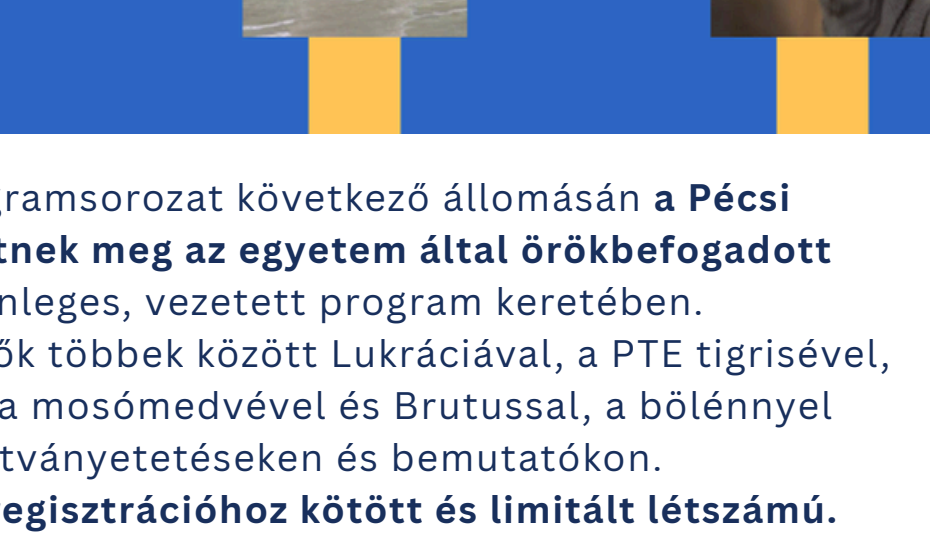 gramsorozat következő állomásán a Pécsi
tnek meg az egyetem által örökbefogadott
nleges, vezetett program keretében.
ők többek között Lukráciával, a PTE tigrisével,
a mosómedvével és Brutussal, a bölénnyel
tványetetéseken és bemutatókon.
egisztrációhoz kötött és limitált létszámú.